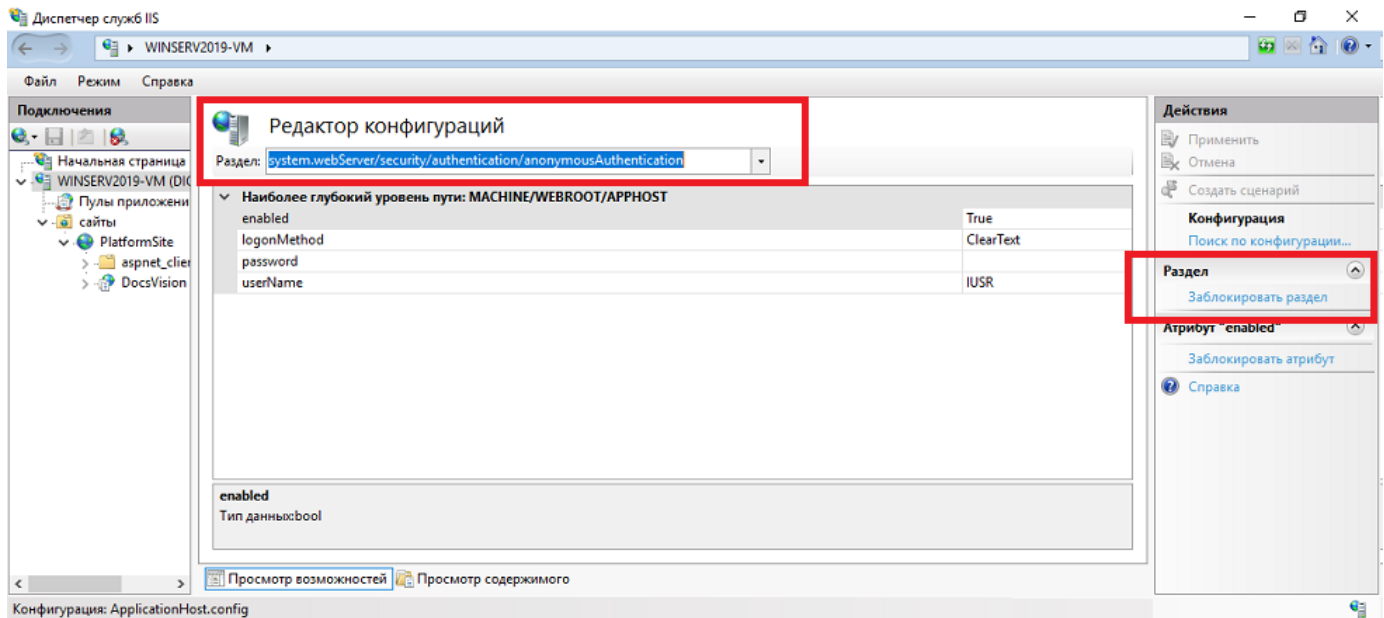 Диспетчер служб IIS
WINSERV2019-VM
Файл Режим Справка
Подключения
Начальная страница
WINSERV2019-VM (DIC
Пулы приложени
сайты
PlatformSite
aspnet_clier
DocsVision
Редактор конфигураций
Раздел: system.webServer/security/authentication/anonymousAuthentication
Наиболее глубокий уровень пути: MACHINE/WEBROOT/APPHOST
enabled True
logonMethod ClearText
password
userName IUSR
enabled
Тип данных:bool
Просмотр возможностей Просмотр содержимого
Действия
Применить
Отмена
Создать сценарий
Конфигурация
Поиск по конфигурации...
Раздел
Заблокировать раздел
Атрибут "enabled"
Заблокировать атрибут
Справка
Конфигурация: ApplicationHost.config